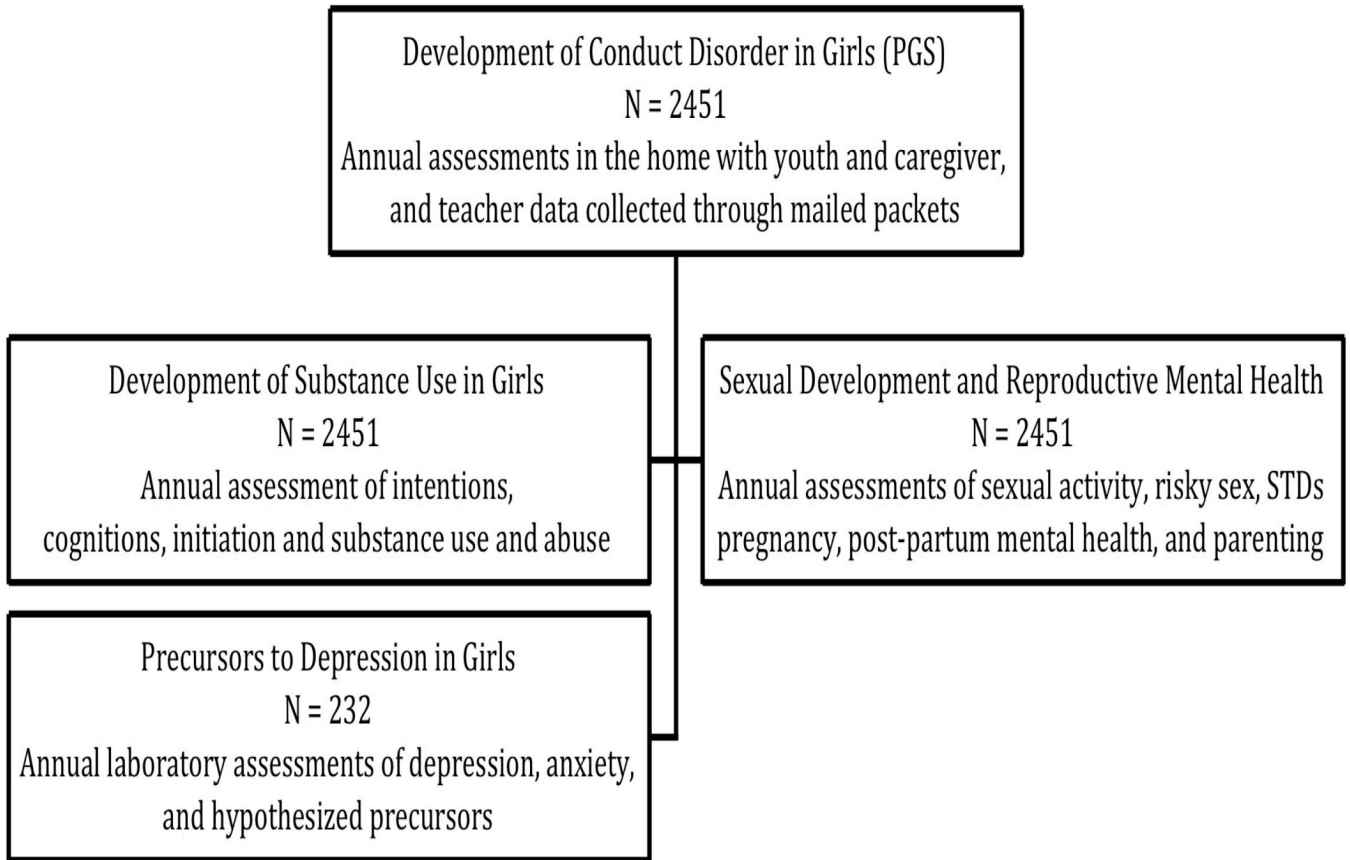 Development of Conduct Disorder in Girls (PGS)
N = 2451
Annual assessments in the home with youth and caregiver,
and teacher data collected through mailed packets
Development of Substance Use in Girls
N = 2451
Annual assessment of intentions,
cognitions, initiation and substance use and abuse
Sexual Development and Reproductive Mental Health
N = 2451
Annual assessments of sexual activity, risky sex, STDs
pregnancy, post-partum mental health, and parenting
Precursors to Depression in Girls
N = 232
Annual laboratory assessments of depression, anxiety,
and hypothesized precursors